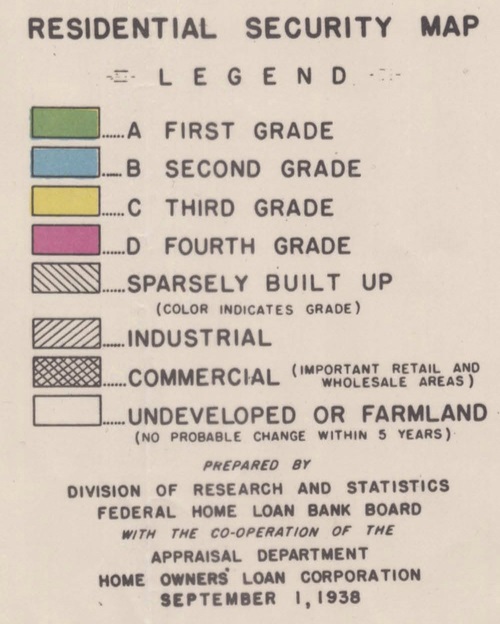 RESIDENTIAL SECURITY MAP
LEGEND
A FIRST GRADE
B SECOND GRADE
C THIRD GRADE
D FOURTH GRADE
SPARSELY BUILT UP
(COLOR INDICATES GRADE)
INDUSTRIAL
COMMERCIAL (IMPORTANT RETAIL AND
WHOLESALE AREAS)
UNDEVELOPED OR FARMLAND
(NO PROBABLE CHANGE WITHIN 5 YEARS)
PREPARED BY
DIVISION OF RESEARCH AND STATISTICS
FEDERAL HOME LOAN BANK BOARD
WITH THE CO-OPERATION OF THE
APPRAISAL DEPARTMENT
HOME OWNERS' LOAN CORPORATION
SEPTEMBER 1, 1938